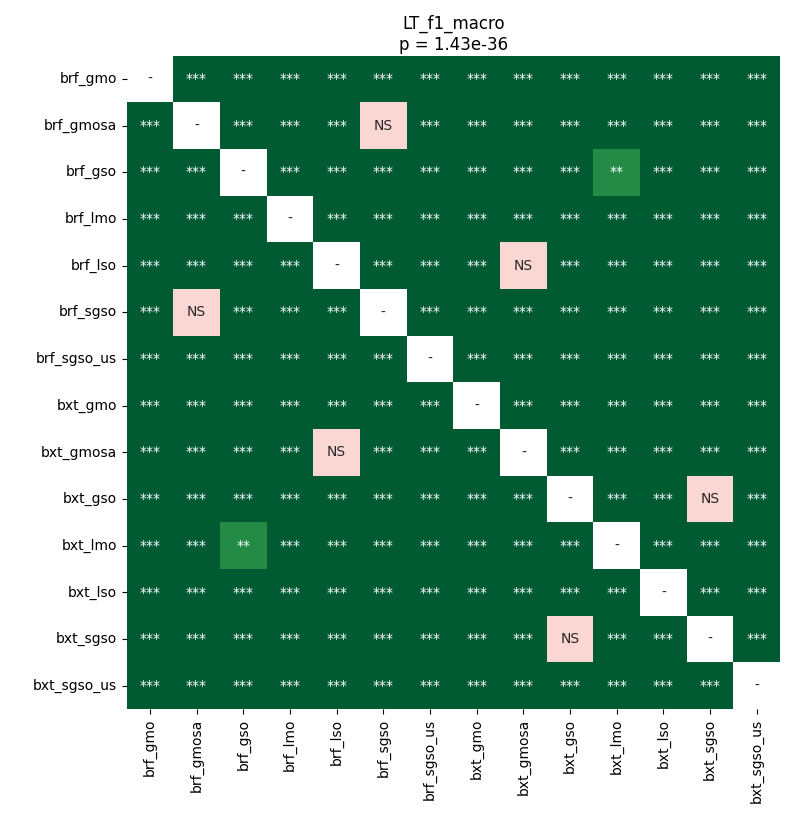 LT_f1_macro
p = 1.43e-36
brf_gmo - *** *** *** *** *** *** *** *** *** *** *** *** ***
brf_gmosa *** - *** *** *** NS *** *** *** *** *** *** *** ***
brf_gso *** *** - *** *** *** *** *** *** *** ** *** *** ***
brf_lmo *** *** *** - *** *** *** *** *** *** *** *** *** ***
brf_lso *** *** *** *** - *** *** *** NS *** *** *** *** ***
brf_sgso *** NS *** *** *** - *** *** *** *** *** *** *** ***
brf_sgso_us *** *** *** *** *** *** - *** *** *** *** *** *** ***
bxt_gmo *** *** *** *** *** *** *** - *** *** *** *** *** ***
bxt_gmosa *** *** *** *** NS *** *** *** - *** *** *** *** ***
bxt_gso *** *** *** *** *** *** *** *** *** - *** *** NS ***
bxt_lmo *** *** ** *** *** *** *** *** *** *** - *** *** ***
bxt_lso *** *** *** *** *** *** *** *** *** *** *** - *** ***
bxt_sgso *** *** *** *** *** *** *** *** *** NS *** *** - ***
bxt_sgso_us *** *** *** *** *** *** *** *** *** *** *** *** *** -
brf_gmo brf_gmosa brf_gso brf_lmo brf_lso brf_sgso brf_sgso_us bxt_gmo bxt_gmosa bxt_gso bxt_lmo bxt_lso bxt_sgso bxt_sgso_us